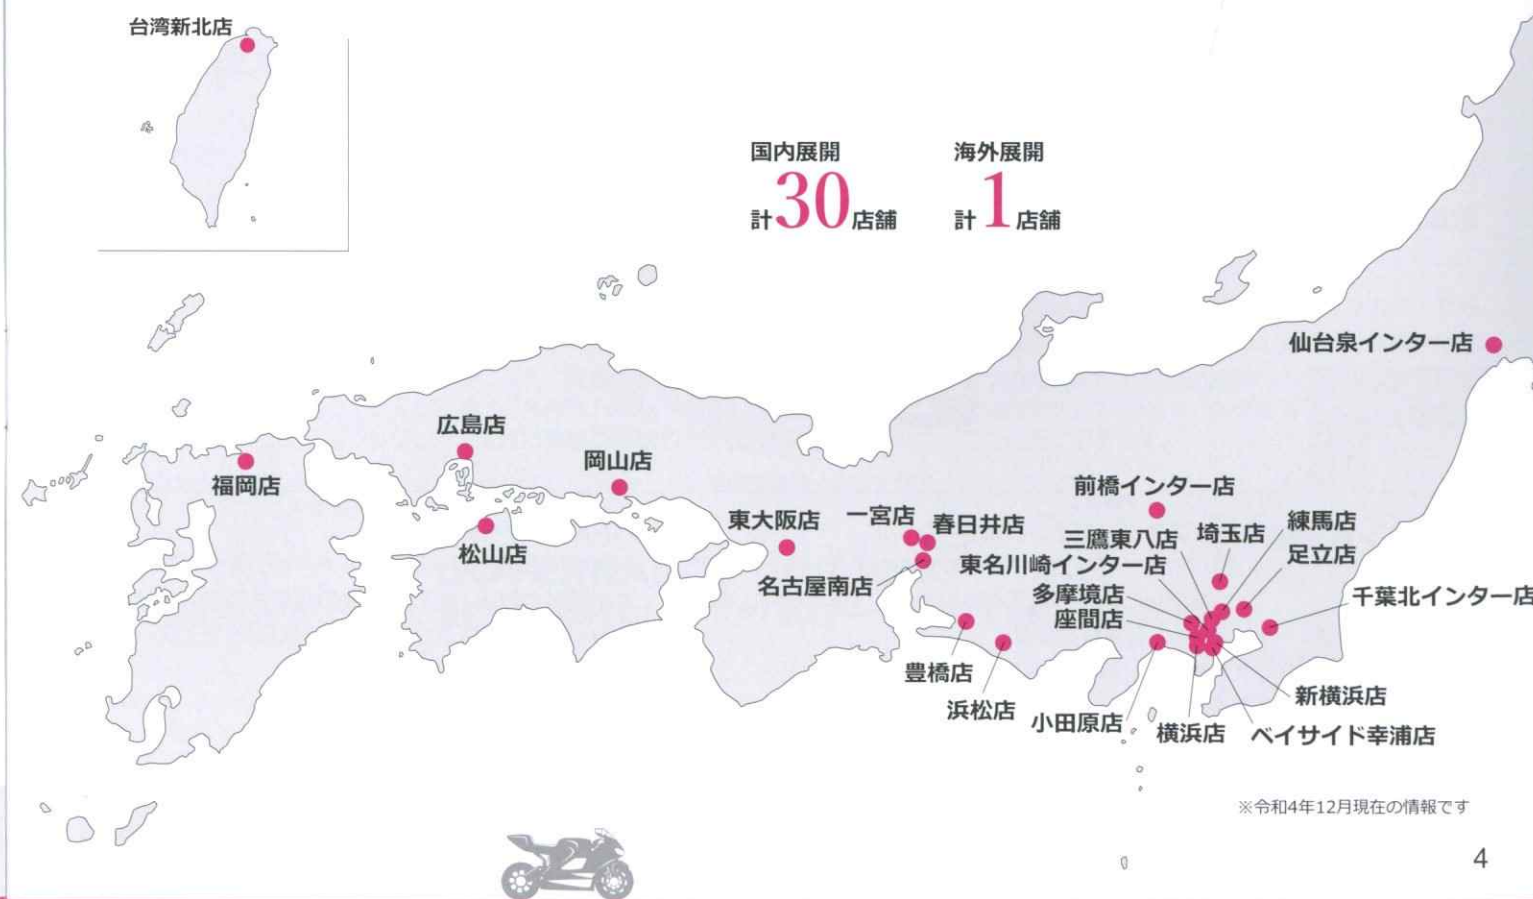 台湾新北店
国内展開
計30店舗
海外展開
計1店舗
仙台泉インター店
広島店
岡山店
福岡店
松山店
東大阪店
一宮店
春日井店
名古屋南店
豊橋店
浜松店
前橋インター店
三鷹東八店
埼玉店
練馬店
足立店
東名川崎インター店
多摩境店
座間店
千葉北インター店
小田原店
横浜店
新横浜店
ベイサイド幸浦店
※令和4年12月現在の情報です
4